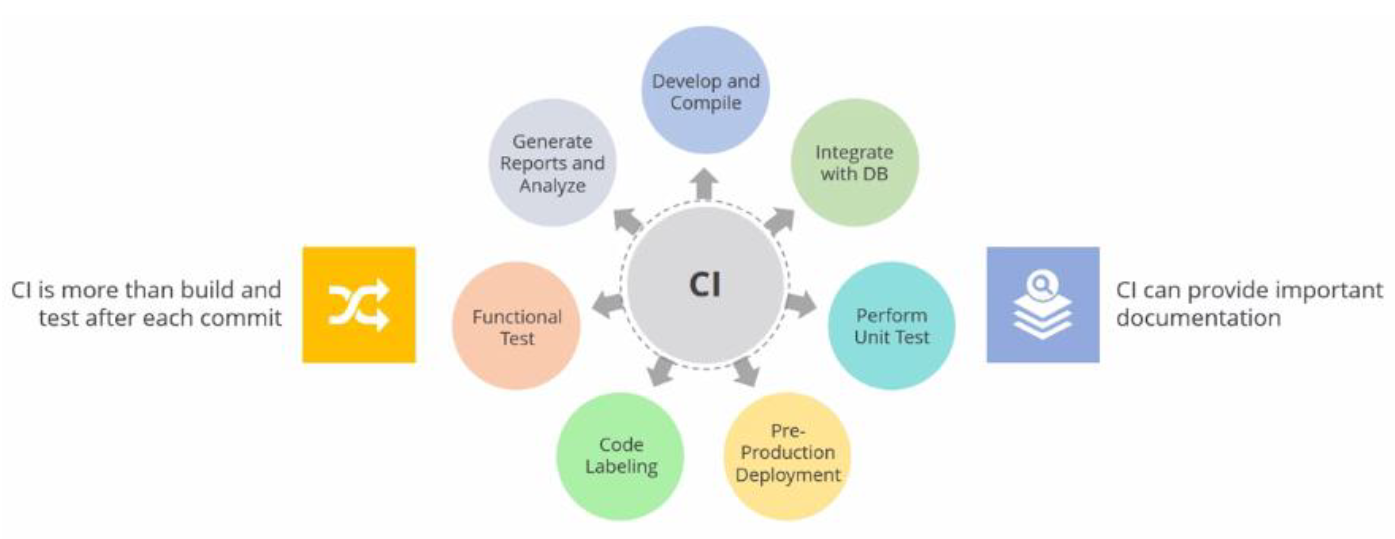 Develop and
Compile
Integrate
with DB
Perform
Unit Test
Pre-
Production
Deployment
Code
Labeling
Functional
Test
Generate
Reports and
Analyze
CI
CI is more than build and
test after each commit
CI can provide important
documentation